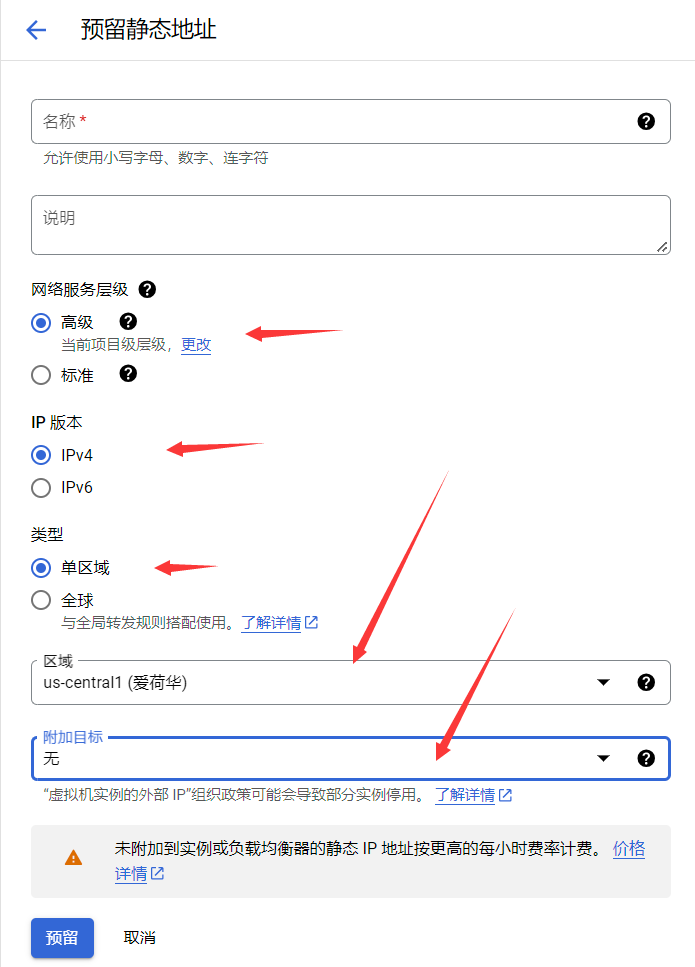 预留静态地址
名称 *
允许使用小写字母、数字、连字符
说明
网络服务层级
高级
当前项目级层级，更改
标准
IP 版本
IPv4
IPv6
类型
单区域
全球
与全局转发规则搭配使用。了解详情
区域
us-central1 (爱荷华)
附加目标
无
“虚拟机实例的外部 IP”组织政策可能会导致部分实例停用。 了解详情
未附加到实例或负载均衡器的静态 IP 地址按更高的每小时费率计费。 价格
详情
预留 取消